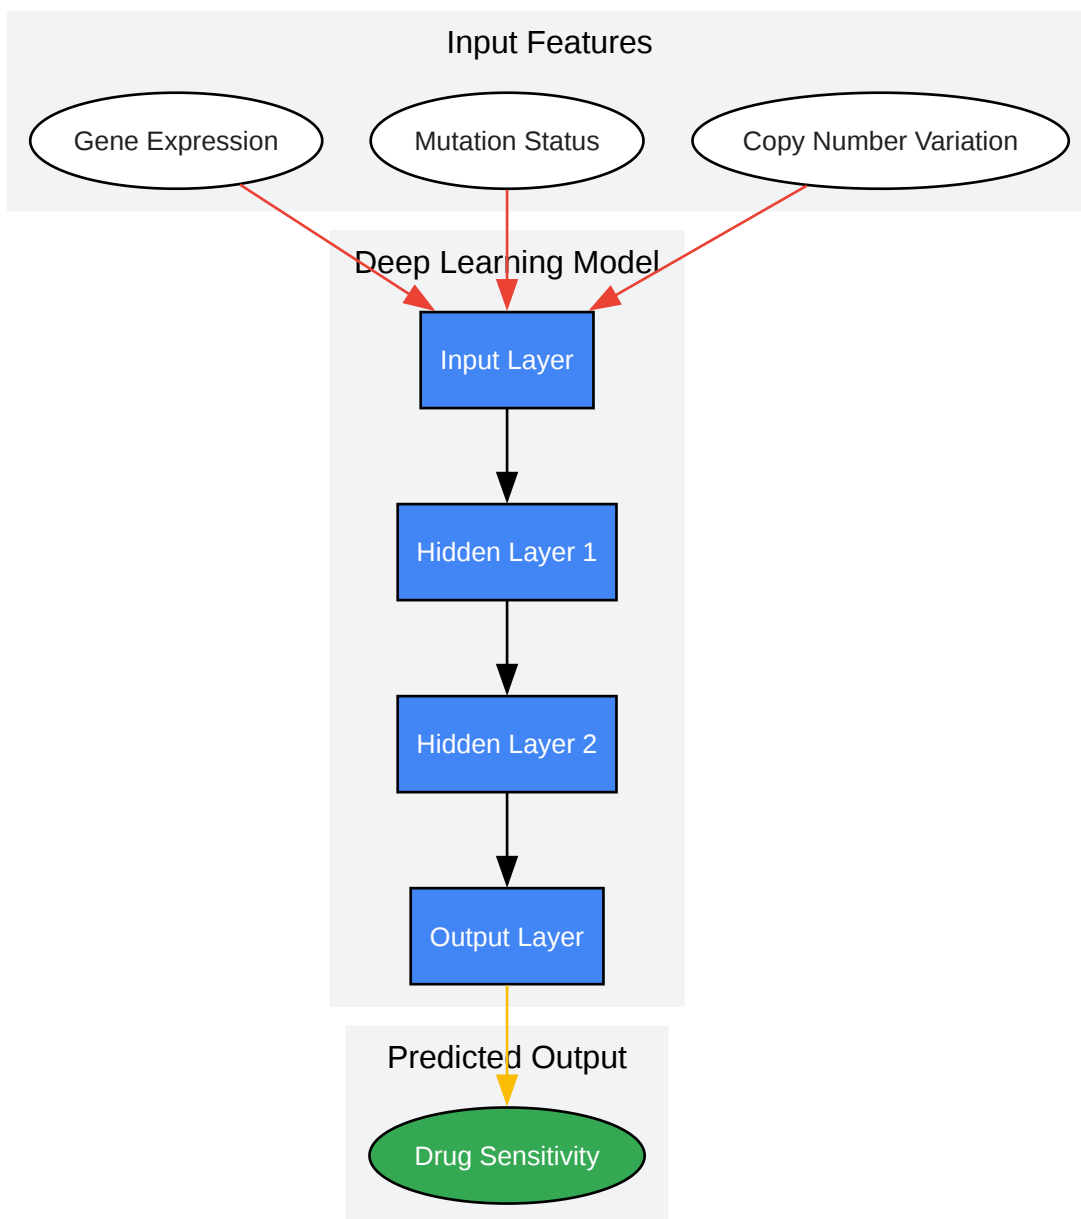 Input Features
Gene Expression
Mutation Status
Copy Number Variation
Deep Learning Model
Input Layer
Hidden Layer 1
Hidden Layer 2
Output Layer
Predicted Output
Drug Sensitivity